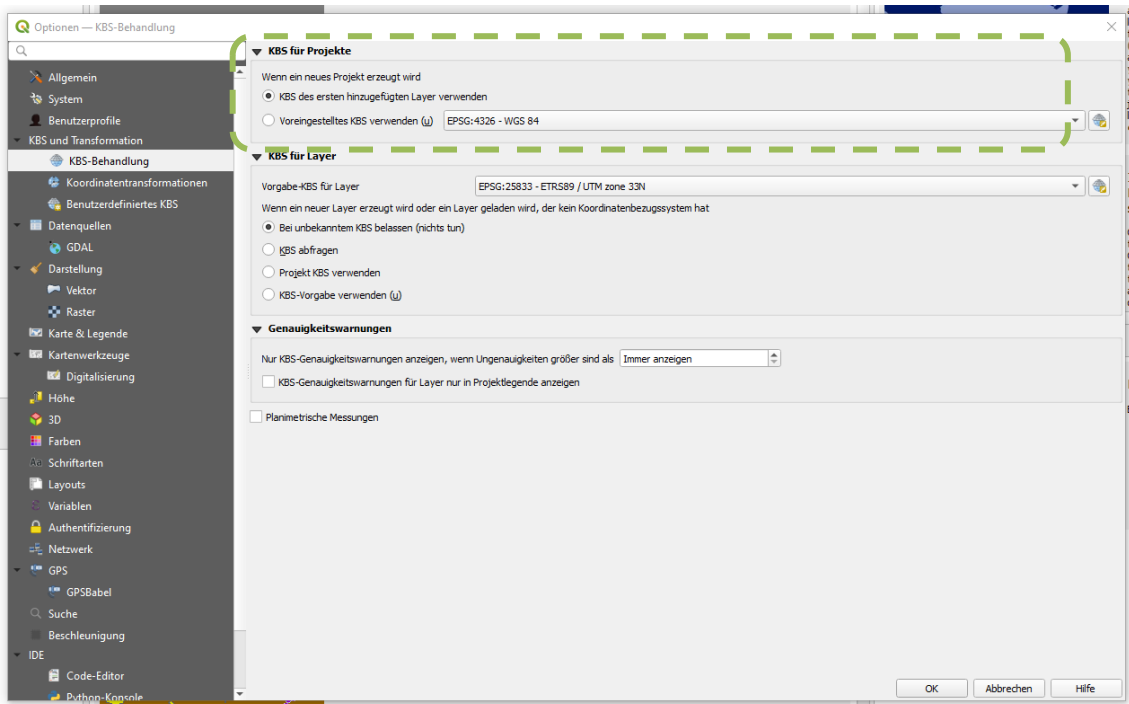 Optionen — KBS-Behandlung
Allgemein
System
Benutzerprofile
KBS und Transformation
KBS-Behandlung
Koordinatentransformationen
Benutzerdefiniertes KBS
Datenquellen
GDAL
Darstellung
Vektor
Raster
Karte & Legende
Kartenwerkzeuge
Digitalisierung
Höhe
3D
Farben
Schriftarten
Layouts
Variablen
Authentifizierung
Netzwerk
GPS
GPSBabel
Suche
Beschleunigung
IDE
Code-Editor
Python-Konsole
KBS für Projekte
Wenn ein neues Projekt erzeugt wird
KBS des ersten hinzugefügten Layer verwenden
Voreingestelltes KBS verwenden (u) EPSG:4326 - WGS 84
KBS für Layer
Vorgabe-KBS für Layer EPSG:25833 - ETRS89 / UTM zone 33N
Wenn ein neuer Layer erzeugt wird oder ein Layer geladen wird, der kein Koordinatenbezugssystem hat
Bei unbekanntem KBS belassen (nichts tun)
KBS abfragen
Projekt KBS verwenden
KBS-Vorgabe verwenden (u)
Genauigkeitswarnungen
Nur KBS-Genauigkeitswarnungen anzeigen, wenn Ungenauigkeiten größer sind als Immer anzeigen
KBS-Genauigkeitswarnungen für Layer nur in Projektlegende anzeigen
Planimetrische Messungen
OK Abbrechen Hilfe